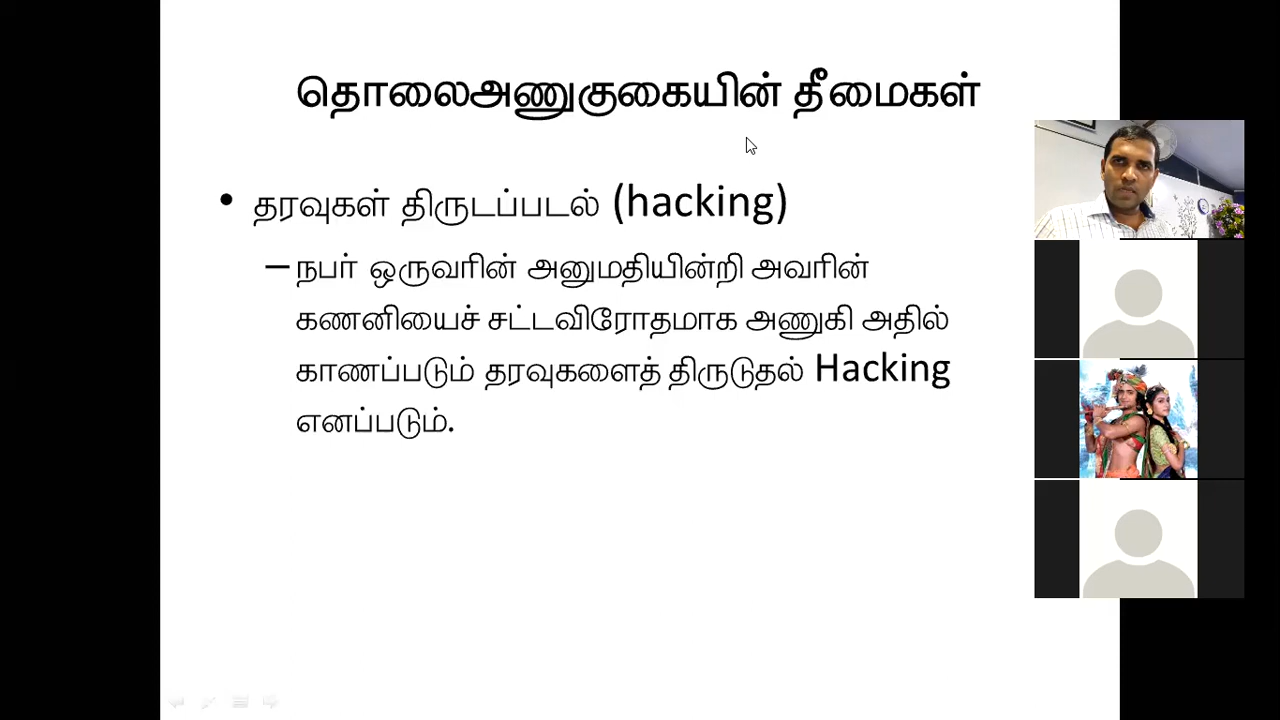 தொலைஅணுகுகையின் தீமைகள்
• தரவுகள் திருடப்படல் (hacking)
– நபர் ஒருவரின் அனுமதியின்றி அவரின்
கணனியைச் சட்டவிரோதமாக அணுகி அதில்
காணப்படும் தரவுகளைத் திருடுதல் Hacking
எனப்படும்.